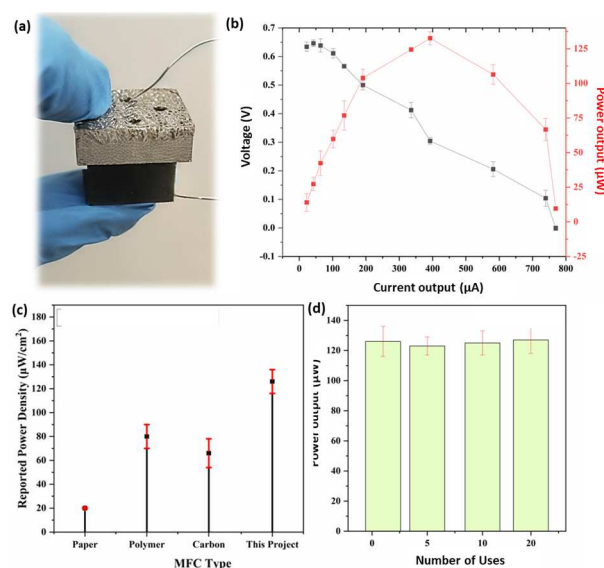 (a)
(b)
0.7
0.6
0.5
0.4
0.3
0.2
0.1
0.0
-0.1
Voltage (V)
125
100
75
50
25
0
-25
Power output (µW)
0 100 200 300 400 500 600 700 800
Current output (µA)
(c)
180
160
140
120
100
80
60
40
20
0
Reported Power Density (µW/cm²)
Paper Polymer Carbon This Project
MFC Type
(d)
140
120
100
80
60
40
20
0
Power output (µW)
0 5 10 20
Number of Uses